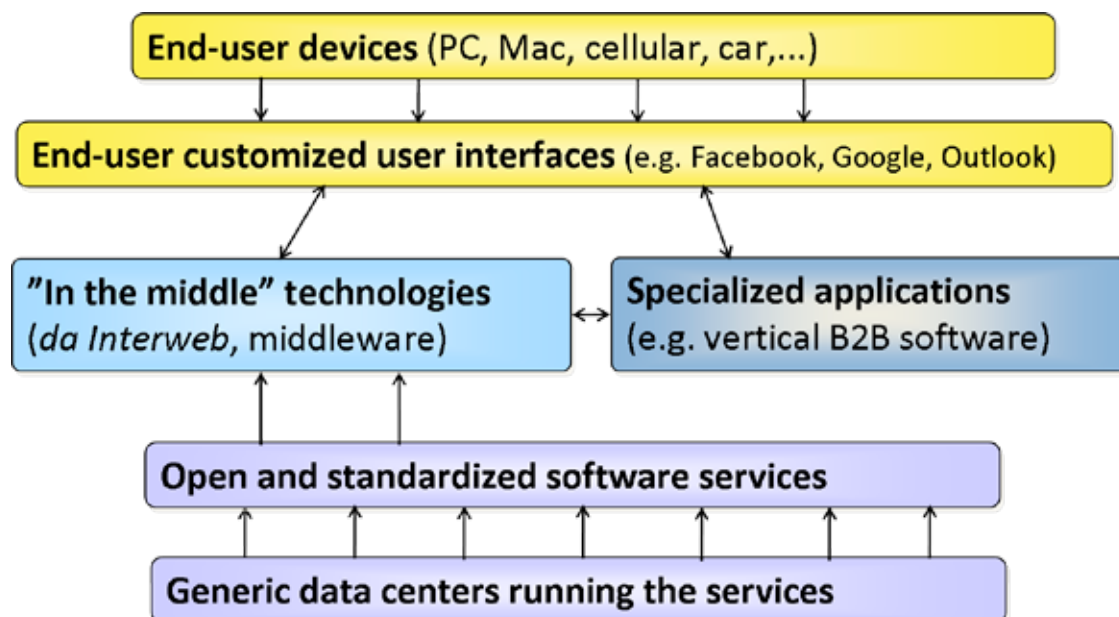 End-user devices (PC, Mac, cellular, car,...)
End-user customized user interfaces (e.g. Facebook, Google, Outlook)
”In the middle” technologies
(da Interweb, middleware)
Specialized applications
(e.g. vertical B2B software)
Open and standardized software services
Generic data centers running the services